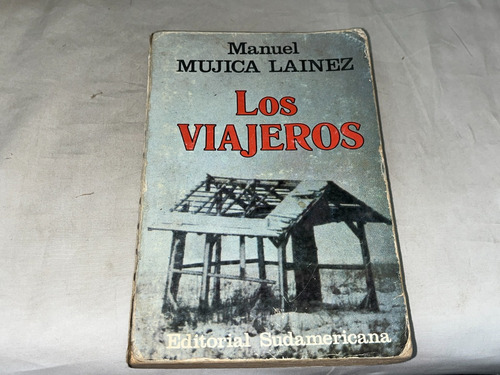 Manuel
MUJICA LAINEZ
Los
VIAJEROS
Editorial Sudamericana